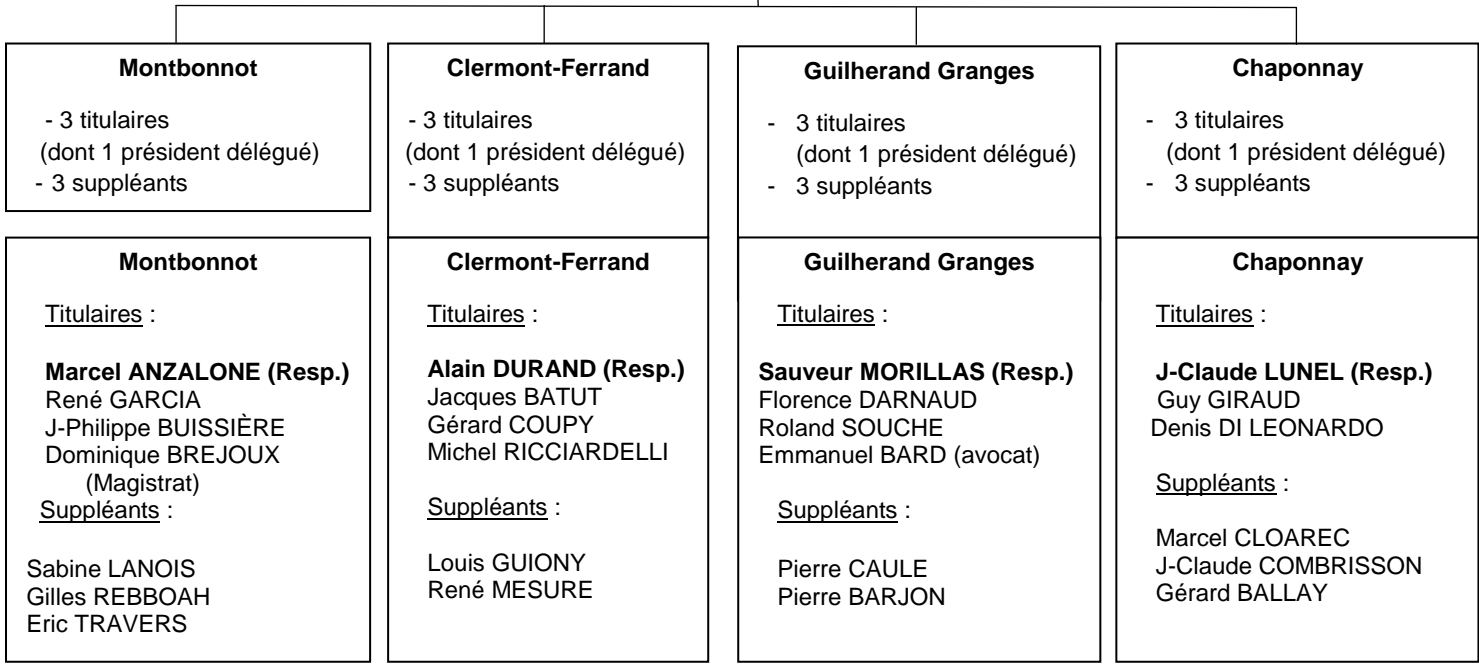 Montbonnot
- 3 titulaires
(dont 1 président délégué)
- 3 suppléants
Clermont-Ferrand
- 3 titulaires
(dont 1 président délégué)
- 3 suppléants
Guilherand Granges
- 3 titulaires
(dont 1 président délégué)
- 3 suppléants
Chaponnay
- 3 titulaires
(dont 1 président délégué)
- 3 suppléants
Montbonnot
Titulaires :
Marcel ANZALONE (Resp.)
René GARCIA
J-Philippe BUISSIÈRE
Dominique BREJOUX
(Magistrat)
Suppléants :
Sabine LANOIS
Gilles REBBOAH
Eric TRAVERS
Clermont-Ferrand
Titulaires :
Alain DURAND (Resp.)
Jacques BATUT
Gérard COUPY
Michel RICCIARDELLI
Suppléants :
Louis GUIONY
René MESURE
Guilherand Granges
Titulaires :
Sauveur MORILLAS (Resp.)
Florence DARNAUD
Roland SOUCHE
Emmanuel BARD (avocat)
Suppléants :
Pierre CAULE
Pierre BARJON
Chaponnay
Titulaires :
J-Claude LUNEL (Resp.)
Guy GIRAUD
Denis DI LEONARDO
Suppléants :
Marcel CLOAREC
J-Claude COMBRISSON
Gérard BALLAY